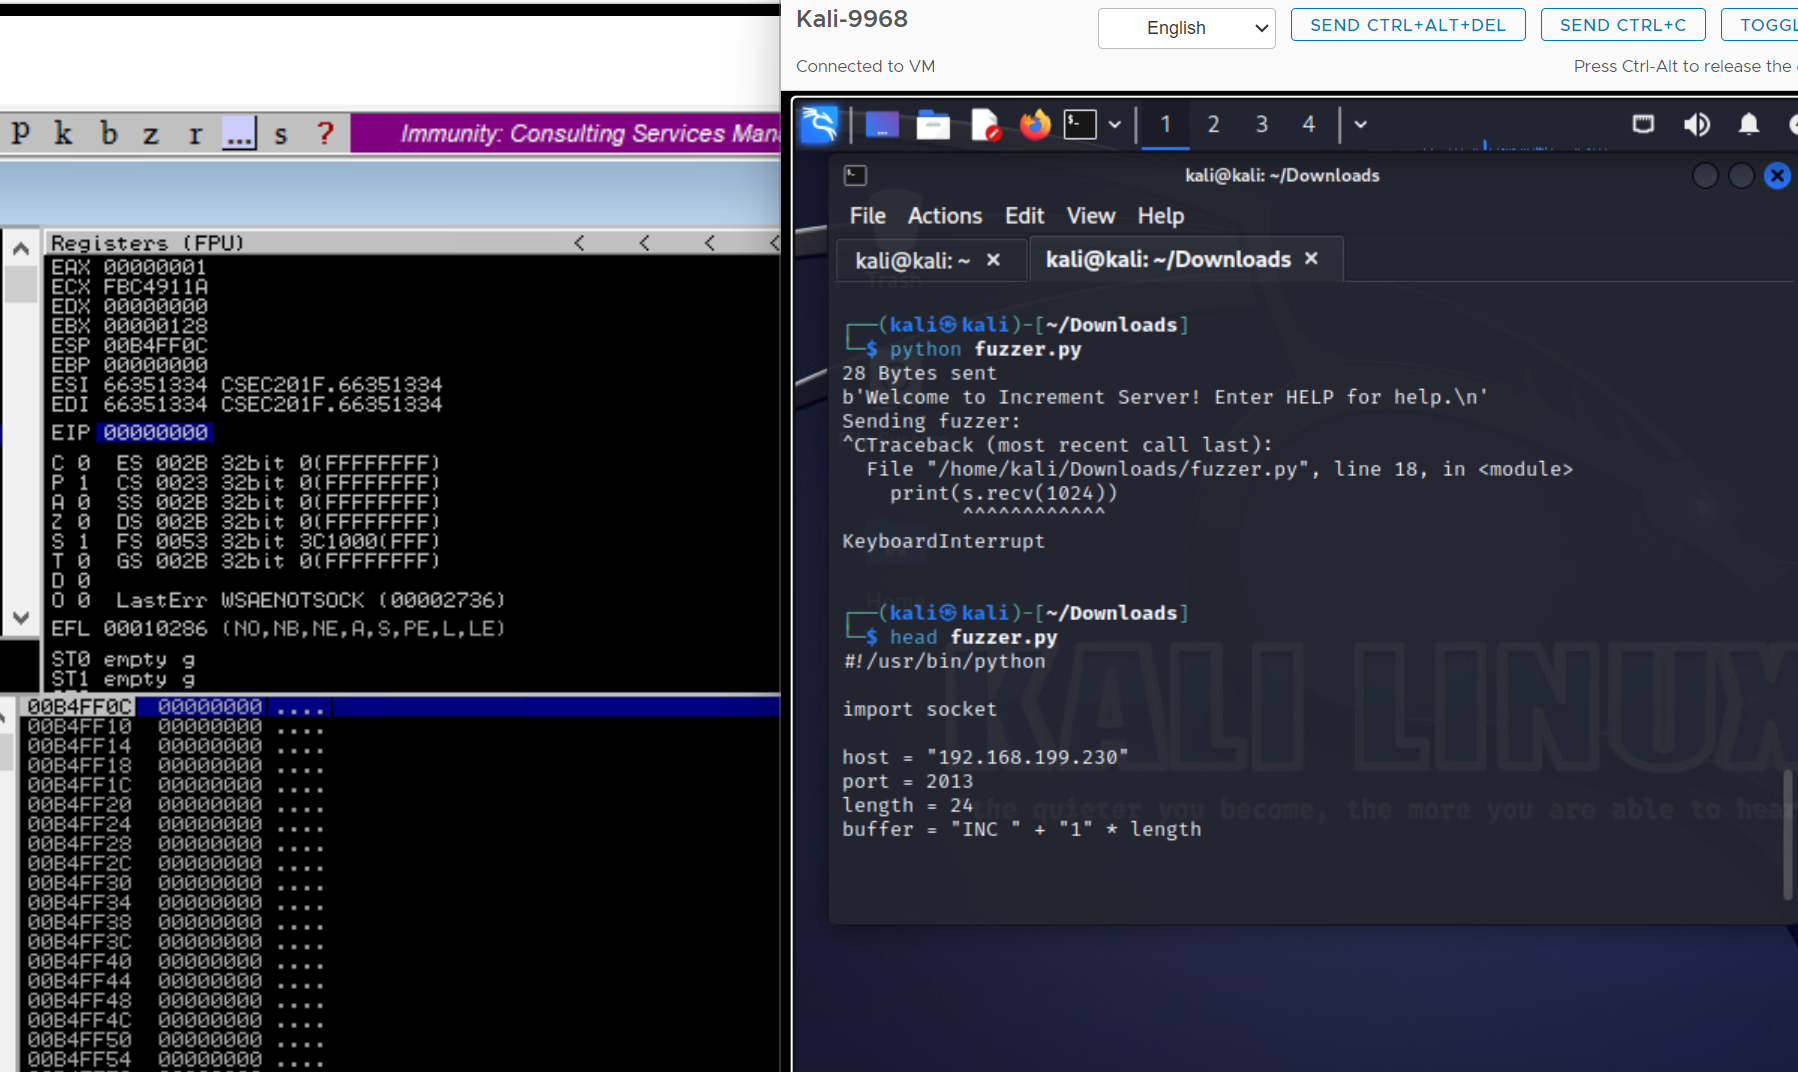 p k b z r ... s ?
Immunity: Consulting Services Mana
Registers (FPU) < < < <
EAX 00000001
ECX FBC4911A
EDX 00000000
EBX 00000128
ESP 00B4FF0C
EBP 00000000
ESI 66351334 CSEC201F.66351334
EDI 66351334 CSEC201F.66351334
EIP 00000000
C 0 ES 002B 32bit 0(FFFFFFFF)
P 1 CS 0023 32bit 0(FFFFFFFF)
A 0 SS 002B 32bit 0(FFFFFFFF)
Z 0 DS 002B 32bit 0(FFFFFFFF)
S 1 FS 0053 32bit 3C1000(FFF)
T 0 GS 002B 32bit 0(FFFFFFFF)
D 0
O 0 LastErr WSAENOTSOCK (00002736)
EFL 00010286 (NO,NB,NE,A,S,PE,L,LE)
ST0 empty g
ST1 empty g
00B4FF0C 00000000 ....
00B4FF10 00000000 ....
00B4FF14 00000000 ....
00B4FF18 00000000 ....
00B4FF1C 00000000 ....
00B4FF20 00000000 ....
00B4FF24 00000000 ....
00B4FF28 00000000 ....
00B4FF2C 00000000 ....
00B4FF30 00000000 ....
00B4FF34 00000000 ....
00B4FF38 00000000 ....
00B4FF3C 00000000 ....
00B4FF40 00000000 ....
00B4FF44 00000000 ....
00B4FF48 00000000 ....
00B4FF4C 00000000 ....
00B4FF50 00000000 ....
00B4FF54 00000000 ....
Kali-9968
English
SEND CTRL+ALT+DEL
SEND CTRL+C
TOGGL
Connected to VM
Press Ctrl-Alt to release the
1 2 3 4
kali@kali: ~/Downloads
File Actions Edit View Help
kali@kali: ~ × kali@kali: ~/Downloads ×
Trash
┌──(kali㉿kali)-[~/Downloads]
└─$ python fuzzer.py
28 Bytes sent
b'Welcome to Increment Server! Enter HELP for help.\n'
Sending fuzzer:
^CTraceback (most recent call last):
File "/home/kali/Downloads/fuzzer.py", line 18, in <module>
print(s.recv(1024))
^^^^^^^^^^^^
KeyboardInterrupt
Home
┌──(kali㉿kali)-[~/Downloads]
└─$ head fuzzer.py
#!/usr/bin/python
import socket
host = "192.168.199.230"
port = 2013
length = 24
buffer = "INC " + "1" * length
KALI LINUX
the quieter you become, the more you are able to hear